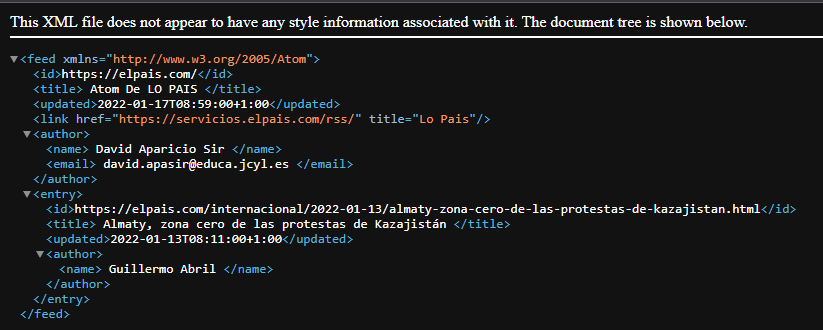 This XML file does not appear to have any style information associated with it. The document tree is shown below.
▼<feed xmlns="http://www.w3.org/2005/Atom">
<id>https://elpais.com/</id>
<title> Atom De LO PAIS </title>
<updated>2022-01-17T08:59:00+1:00</updated>
<link href="https://servicios.elpais.com/rss/" title="Lo Pais"/>
▼<author>
<name> David Aparicio Sir </name>
<email> david.apasir@educa.jcyl.es </email>
</author>
▼<entry>
<id>https://elpais.com/internacional/2022-01-13/almaty-zona-cero-de-las-protestas-de-kazajistan.html</id>
<title> Almaty, zona cero de las protestas de Kazajistán </title>
<updated>2022-01-13T08:11:00+1:00</updated>
▼<author>
<name> Guillermo Abril </name>
</author>
</entry>
</feed>